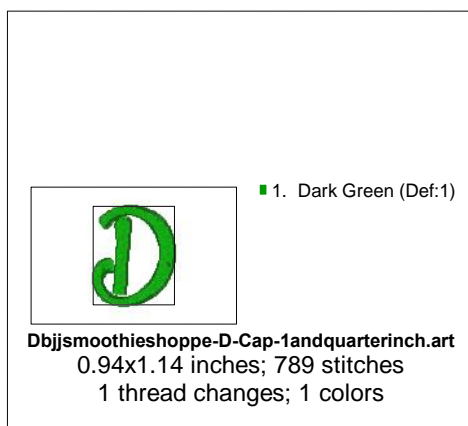 1. Dark Green (Def:1)
D
Dbjjsmoothieshoppe-D-Cap-1andquarterinch.art
0.94x1.14 inches; 789 stitches
1 thread changes; 1 colors